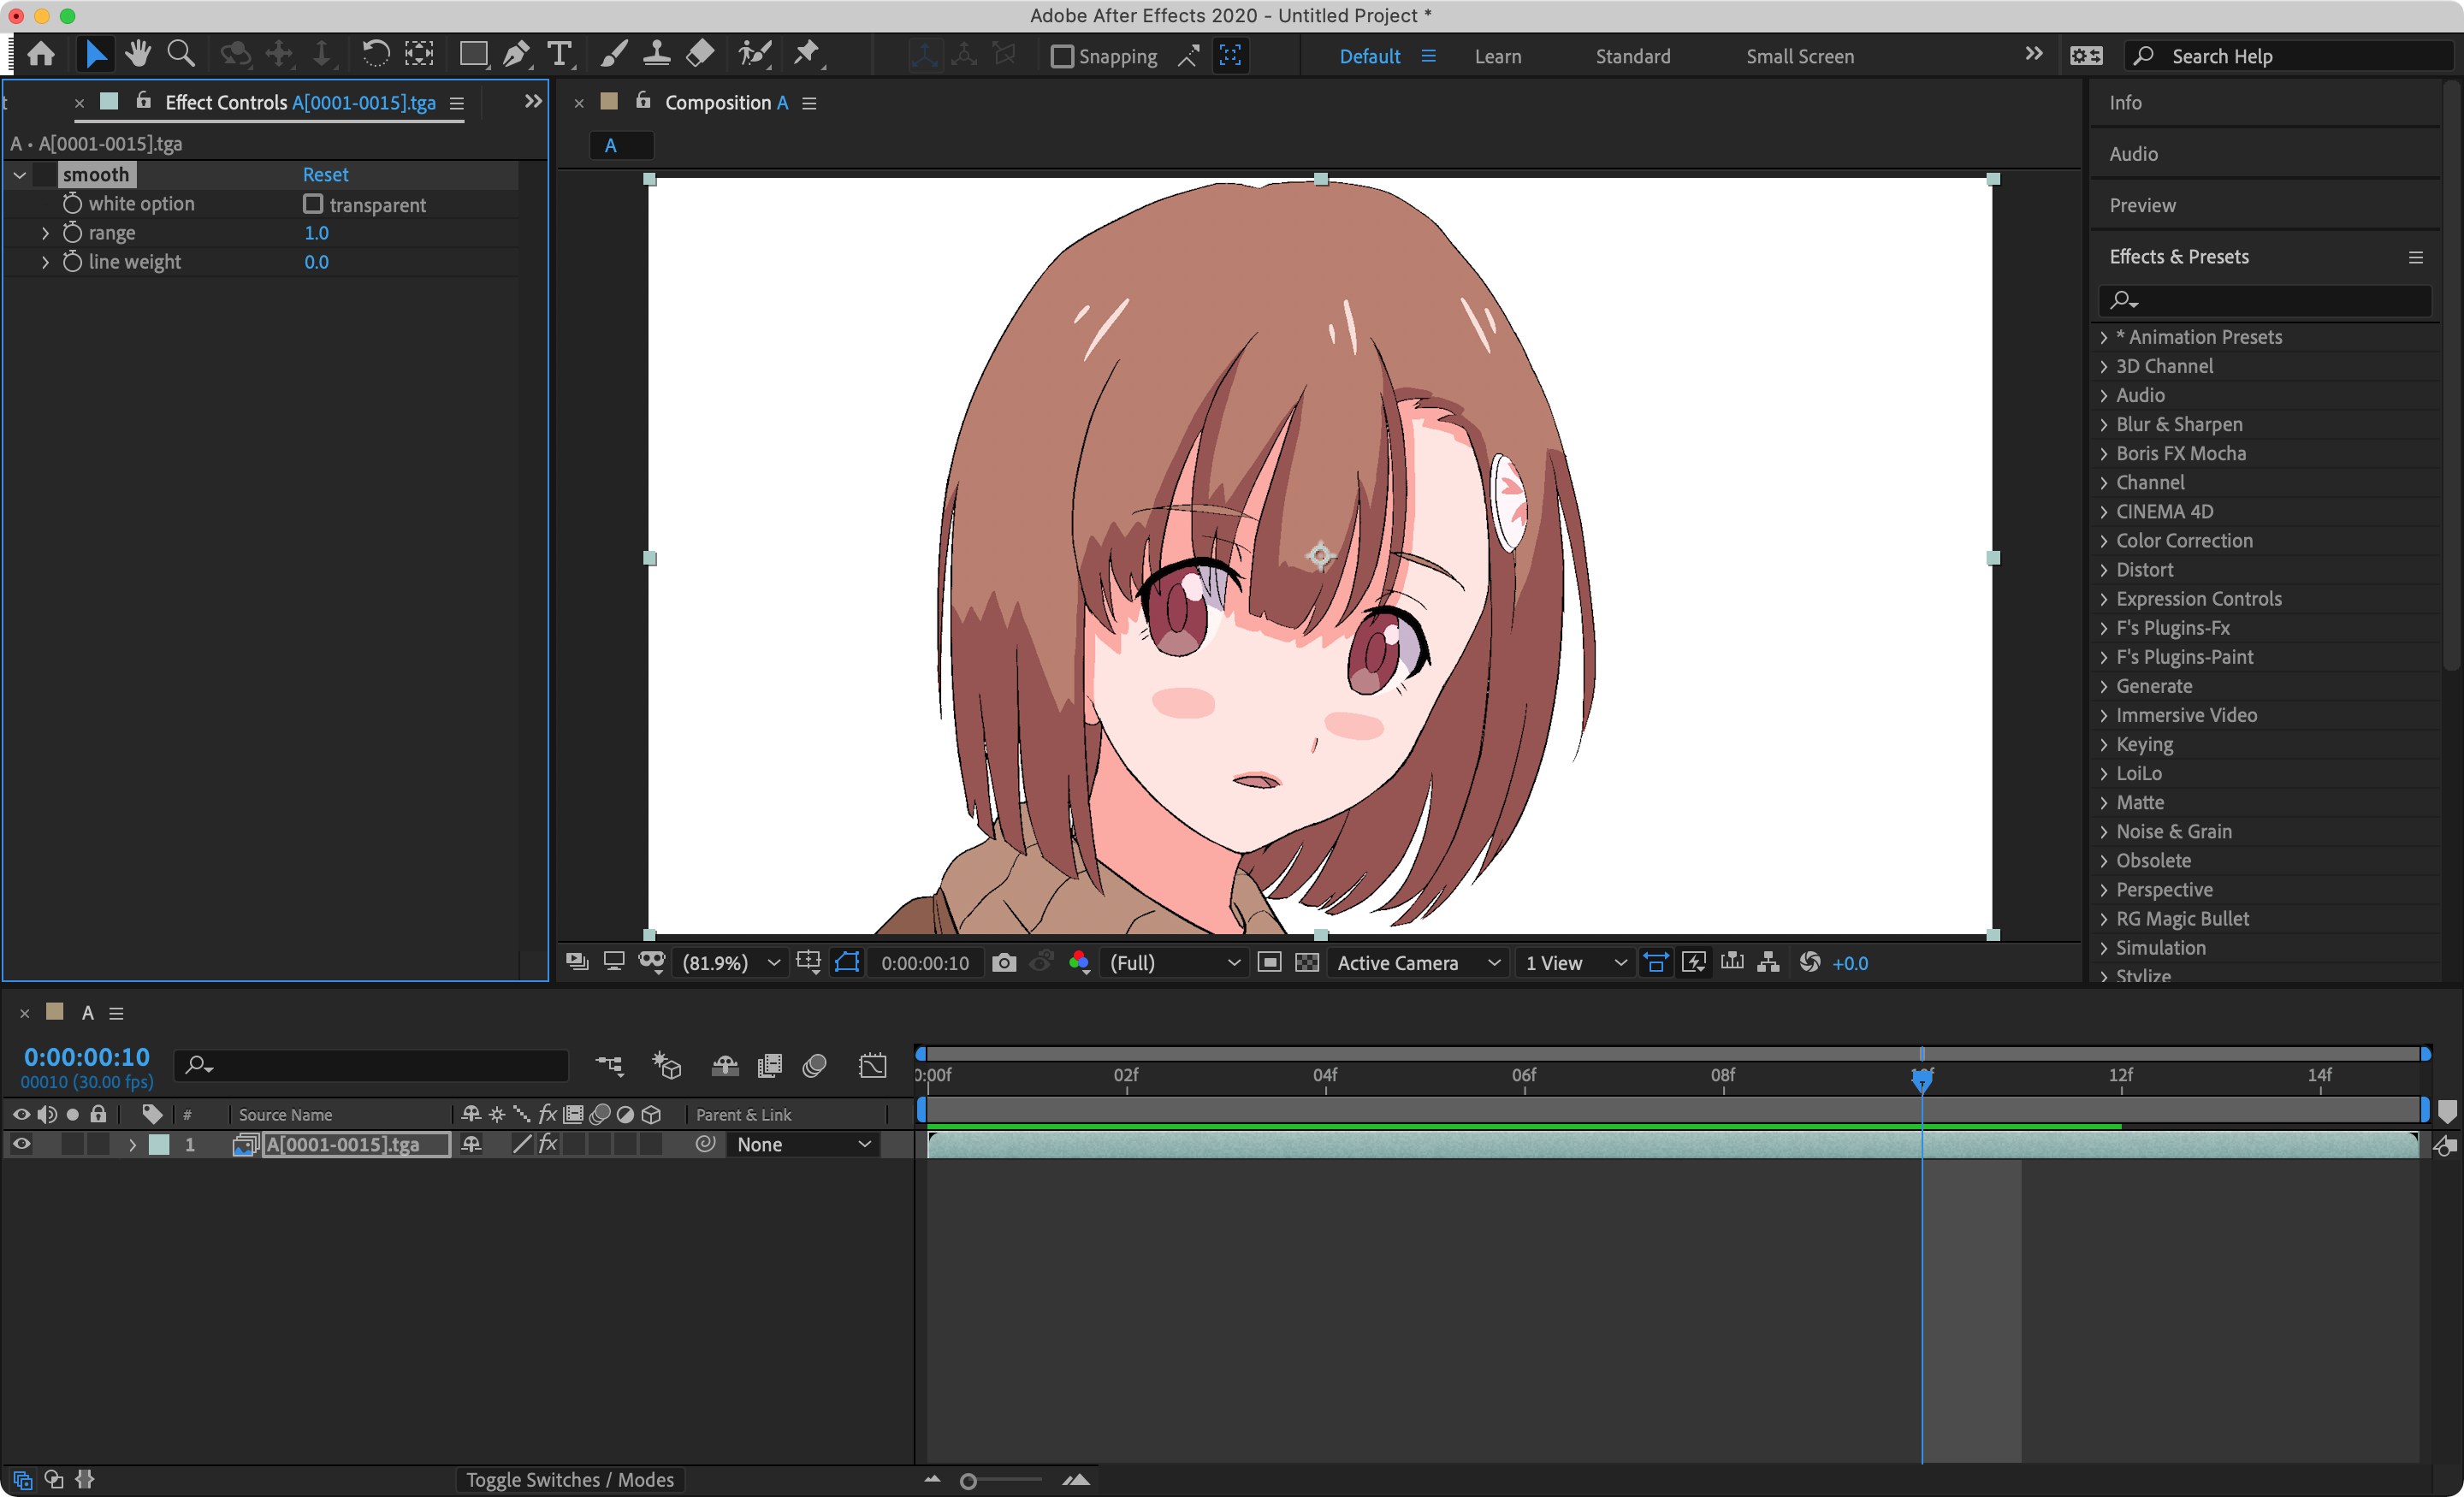 Adobe After Effects 2020 - Untitled Project *
Snapping
Default
Learn
Standard
Small Screen
Search Help
t
Effect Controls A[0001-0015].tga
A • A[0001-0015].tga
smooth
Reset
white option
transparent
range
1.0
line weight
0.0
Composition A
A
(81.9%)
0:00:00:10
(Full)
Active Camera
1 View
+0.0
Info
Audio
Preview
Effects & Presets
* Animation Presets
3D Channel
Audio
Blur & Sharpen
Boris FX Mocha
Channel
CINEMA 4D
Color Correction
Distort
Expression Controls
F's Plugins-Fx
F's Plugins-Paint
Generate
Immersive Video
Keying
LoiLo
Matte
Noise & Grain
Obsolete
Perspective
RG Magic Bullet
Simulation
Stylize
A
0:00:00:10
00010 (30.00 fps)
# Source Name
fx
Parent & Link
1
A[0001-0015].tga
fx
None
0:00f 02f 04f 06f 08f 12f 14f
Toggle Switches / Modes